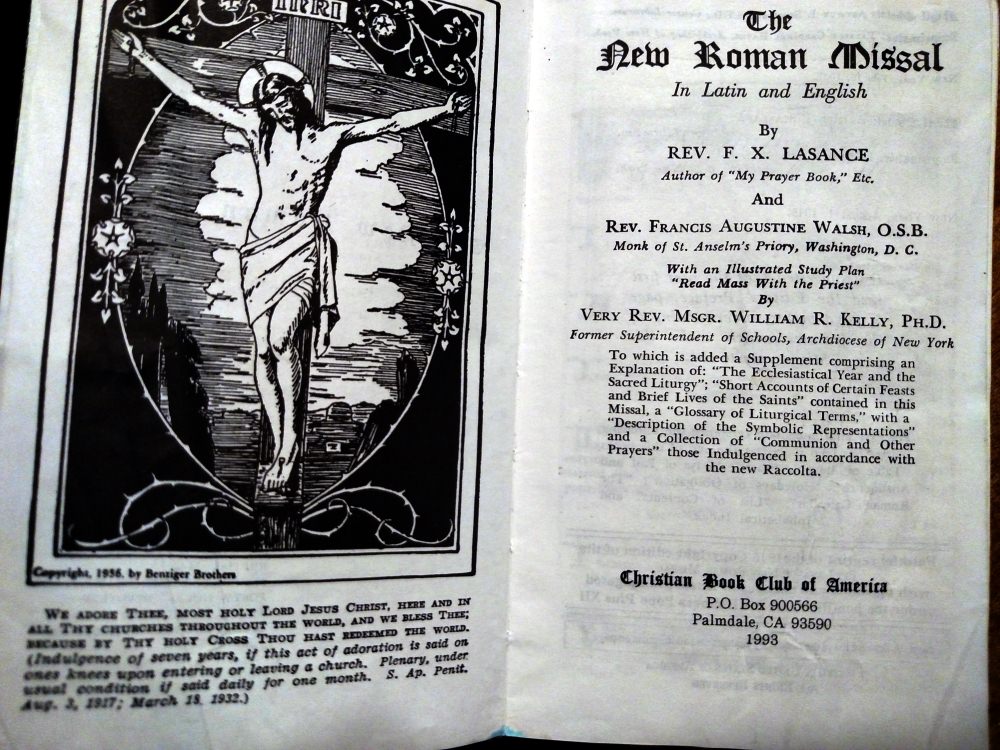 INRI
Copyright, 1936, by Benziger Brothers
WE ADORE THEE, MOST HOLY LORD JESUS CHRIST, HERE AND IN
ALL THY CHURCHES THROUGHOUT THE WORLD, AND WE BLESS THEE;
BECAUSE BY THY HOLY CROSS THOU HAST REDEEMED THE WORLD.
(Indulgence of seven years, if this act of adoration is said on
ones knees upon entering or leaving a church. Plenary, under
usual condition if said daily for one month. S. Ap. Penit.
Aug. 3, 1917; March 18, 1932.)
The
New Roman Missal
In Latin and English
By
REV. F. X. LASANCE
Author of "My Prayer Book," Etc.
And
REV. FRANCIS AUGUSTINE WALSH, O.S.B.
Monk of St. Anselm's Priory, Washington, D. C.
With an Illustrated Study Plan
"Read Mass With the Priest"
By
VERY REV. MSGR. WILLIAM R. KELLY, PH.D.
Former Superintendent of Schools, Archdiocese of New York
To which is added a Supplement comprising an
Explanation of: "The Ecclesiastical Year and the
Sacred Liturgy"; "Short Accounts of Certain Feasts
and Brief Lives of the Saints" contained in this
Missal, a "Glossary of Liturgical Terms," with a
"Description of the Symbolic Representations"
and a Collection of "Communion and Other
Prayers" those Indulgenced in accordance with
the new Raccolta.
Christian Book Club of America
P.O. Box 900566
Palmdale, CA 93590
1993